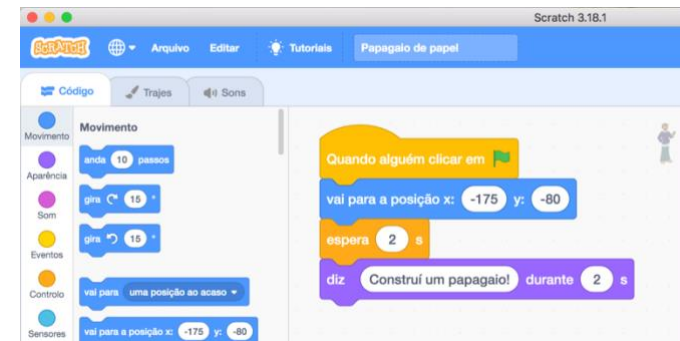 Scratch 3.18.1
SCRATCH Arquivo Editar Tutoriais Papagaio de papel
Código Trajes Sons
Movimento
Aparência
Som
Eventos
Controlo
Sensores
Movimento
anda 10 passos
gira 15 °
gira 15 °
vai para uma posição ao acaso
vai para a posição x: -175 y: -80
Quando alguém clicar em
vai para a posição x: -175 y: -80
espera 2 s
diz Construí um papagaio! durante 2 s